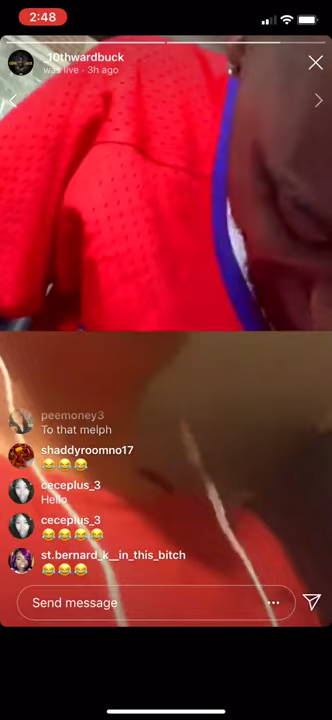 2:48
_10thwardbuck
was live · 3h ago
peemoney3
To that melph
shaddyroomno17
😂😂😂
ceceplus_3
Hello
ceceplus_3
😂😂😂😂
st.bernard_k__in_this_bitch
😂😂😂
Send message